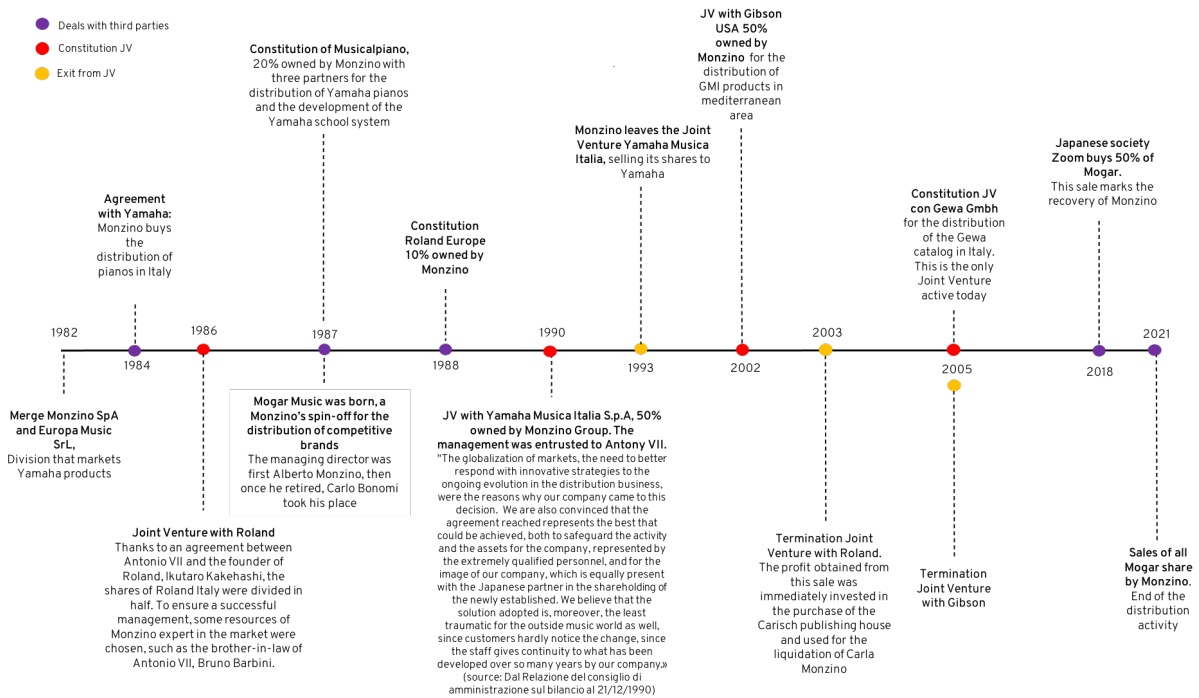 Deals with third parties
Constitution JV
Exit from JV
Constitution of Musicalpiano,
20% owned by Monzino with
three partners for the
distribution of Yamaha pianos
and the development of the
Yamaha school system
JV with Gibson
USA 50%
owned by
Monzino for the
distribution of
GMI products in
mediterranean
area
Monzino leaves the Joint
Venture Yamaha Musica
Italia, selling its shares to
Yamaha
Japanese society
Zoom buys 50% of
Mogar.
This sale marks the
recovery of Monzino
Agreement
with Yamaha:
Monzino buys
the
distribution of
pianos in Italy
Constitution
Roland Europe
10% owned by
Monzino
Constitution JV
con Gewa Gmbh
for the distribution
of the Gewa
catalog in Italy.
This is the only
Joint Venture
active today
1982
1984
1986
1987
1988
1990
1993
2002
2003
2005
2018
2021
Merge Monzino SpA
and Europa Music
SrL,
Division that markets
Yamaha products
Joint Venture with Roland
Thanks to an agreement between
Antonio VII and the founder of
Roland, Ikutaro Kakehashi, the
shares of Roland Italy were divided in
half. To ensure a successful
management, some resources of
Monzino expert in the market were
chosen, such as the brother-in-law of
Antonio VII, Bruno Barbini.
Mogar Music was born, a
Monzino's spin-off for the
distribution of competitive
brands
The managing director was
first Alberto Monzino, then
once he retired, Carlo Bonomi
took his place
JV with Yamaha Musica Italia S.p.A, 50%
owned by Monzino Group. The
management was entrusted to Antony VII.
"The globalization of markets, the need to better
respond with innovative strategies to the
ongoing evolution in the distribution business,
were the reasons why our company came to this
decision. We are also convinced that the
agreement reached represents the best that
could be achieved, both to safeguard the activity
and the assets for the company, represented by
the extremely qualified personnel, and for the
image of our company, which is equally present
with the Japanese partner in the shareholding of
the newly established. We believe that the
solution adopted is, moreover, the least
traumatic for the outside music world as well,
since customers hardly notice the change, since
the staff gives continuity to what has been
developed over so many years by our company.»
(source: Dal Relazione del consiglio di
amministrazione sul bilancio al 21/12/1990)
Termination Joint
Venture with Roland.
The profit obtained from
this sale was
immediately invested in
the purchase of the
Carisch publishing house
and used for the
liquidation of Carla
Monzino
Termination
Joint Venture
with Gibson
Sales of all
Mogar share
by Monzino.
End of the
distribution
activity